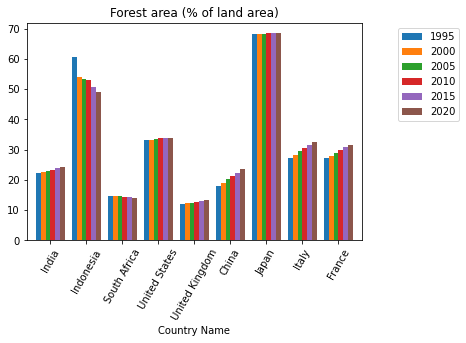 Forest area (% of land area)
70
60
50
40
30
20
10
0
India
Indonesia
South Africa
United States
United Kingdom
China
Japan
Italy
France
Country Name
1995
2000
2005
2010
2015
2020